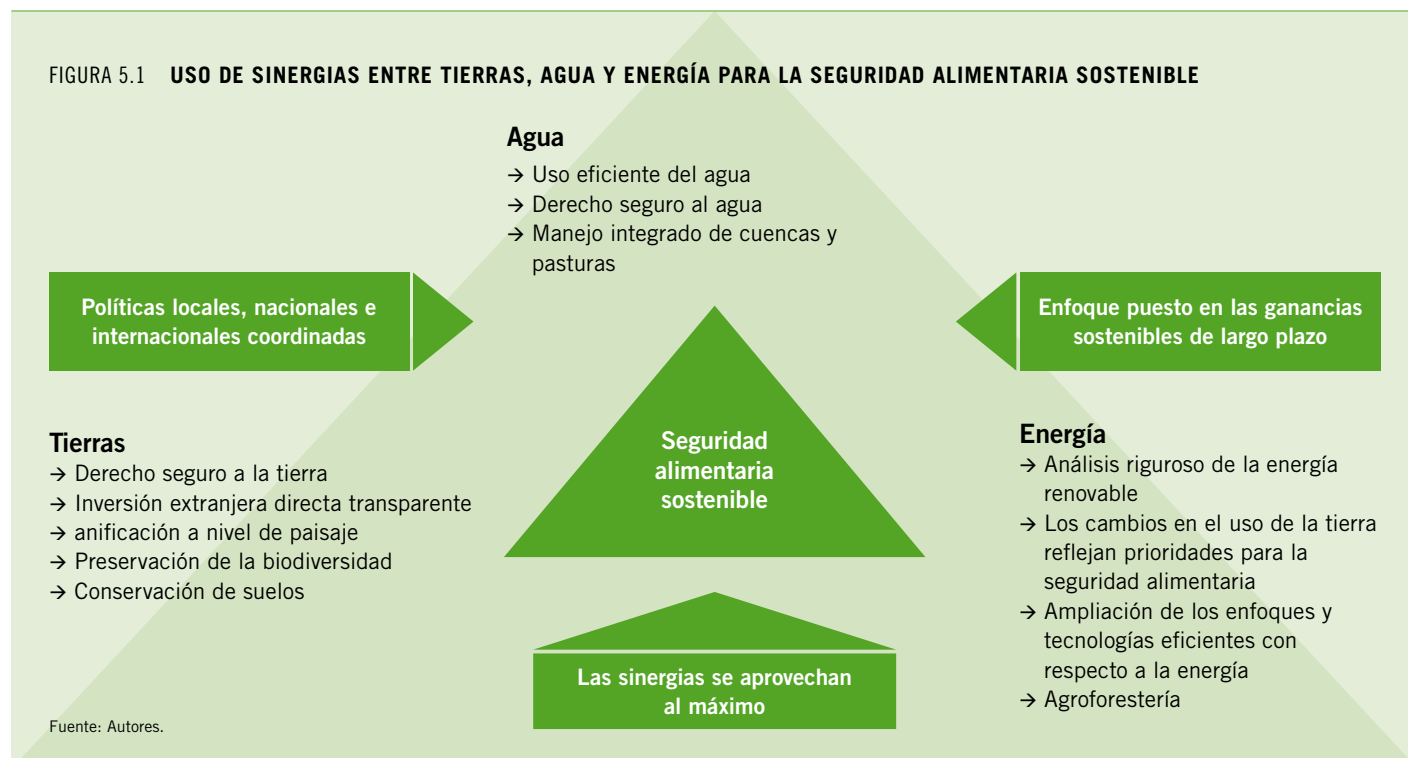 FIGURA 5.1 USO DE SINERGIAS ENTRE TIERRAS, AGUA Y ENERGÍA PARA LA SEGURIDAD ALIMENTARIA SOSTENIBLE
Agua
→ Uso eficiente del agua
→ Derecho seguro al agua
→ Manejo integrado de cuencas y
pasturas
Políticas locales, nacionales e
internacionales coordinadas
Enfoque puesto en las ganancias
sostenibles de largo plazo
Tierras
→ Derecho seguro a la tierra
→ Inversión extranjera directa transparente
→ anificación a nivel de paisaje
→ Preservación de la biodiversidad
→ Conservación de suelos
Seguridad
alimentaria
sostenible
Energía
→ Análisis riguroso de la energía
renovable
→ Los cambios en el uso de la tierra
reflejan prioridades para la
seguridad alimentaria
→ Ampliación de los enfoques y
tecnologías eficientes con
respecto a la energía
→ Agroforestería
Las sinergias se aprovechan
al máximo
Fuente: Autores.